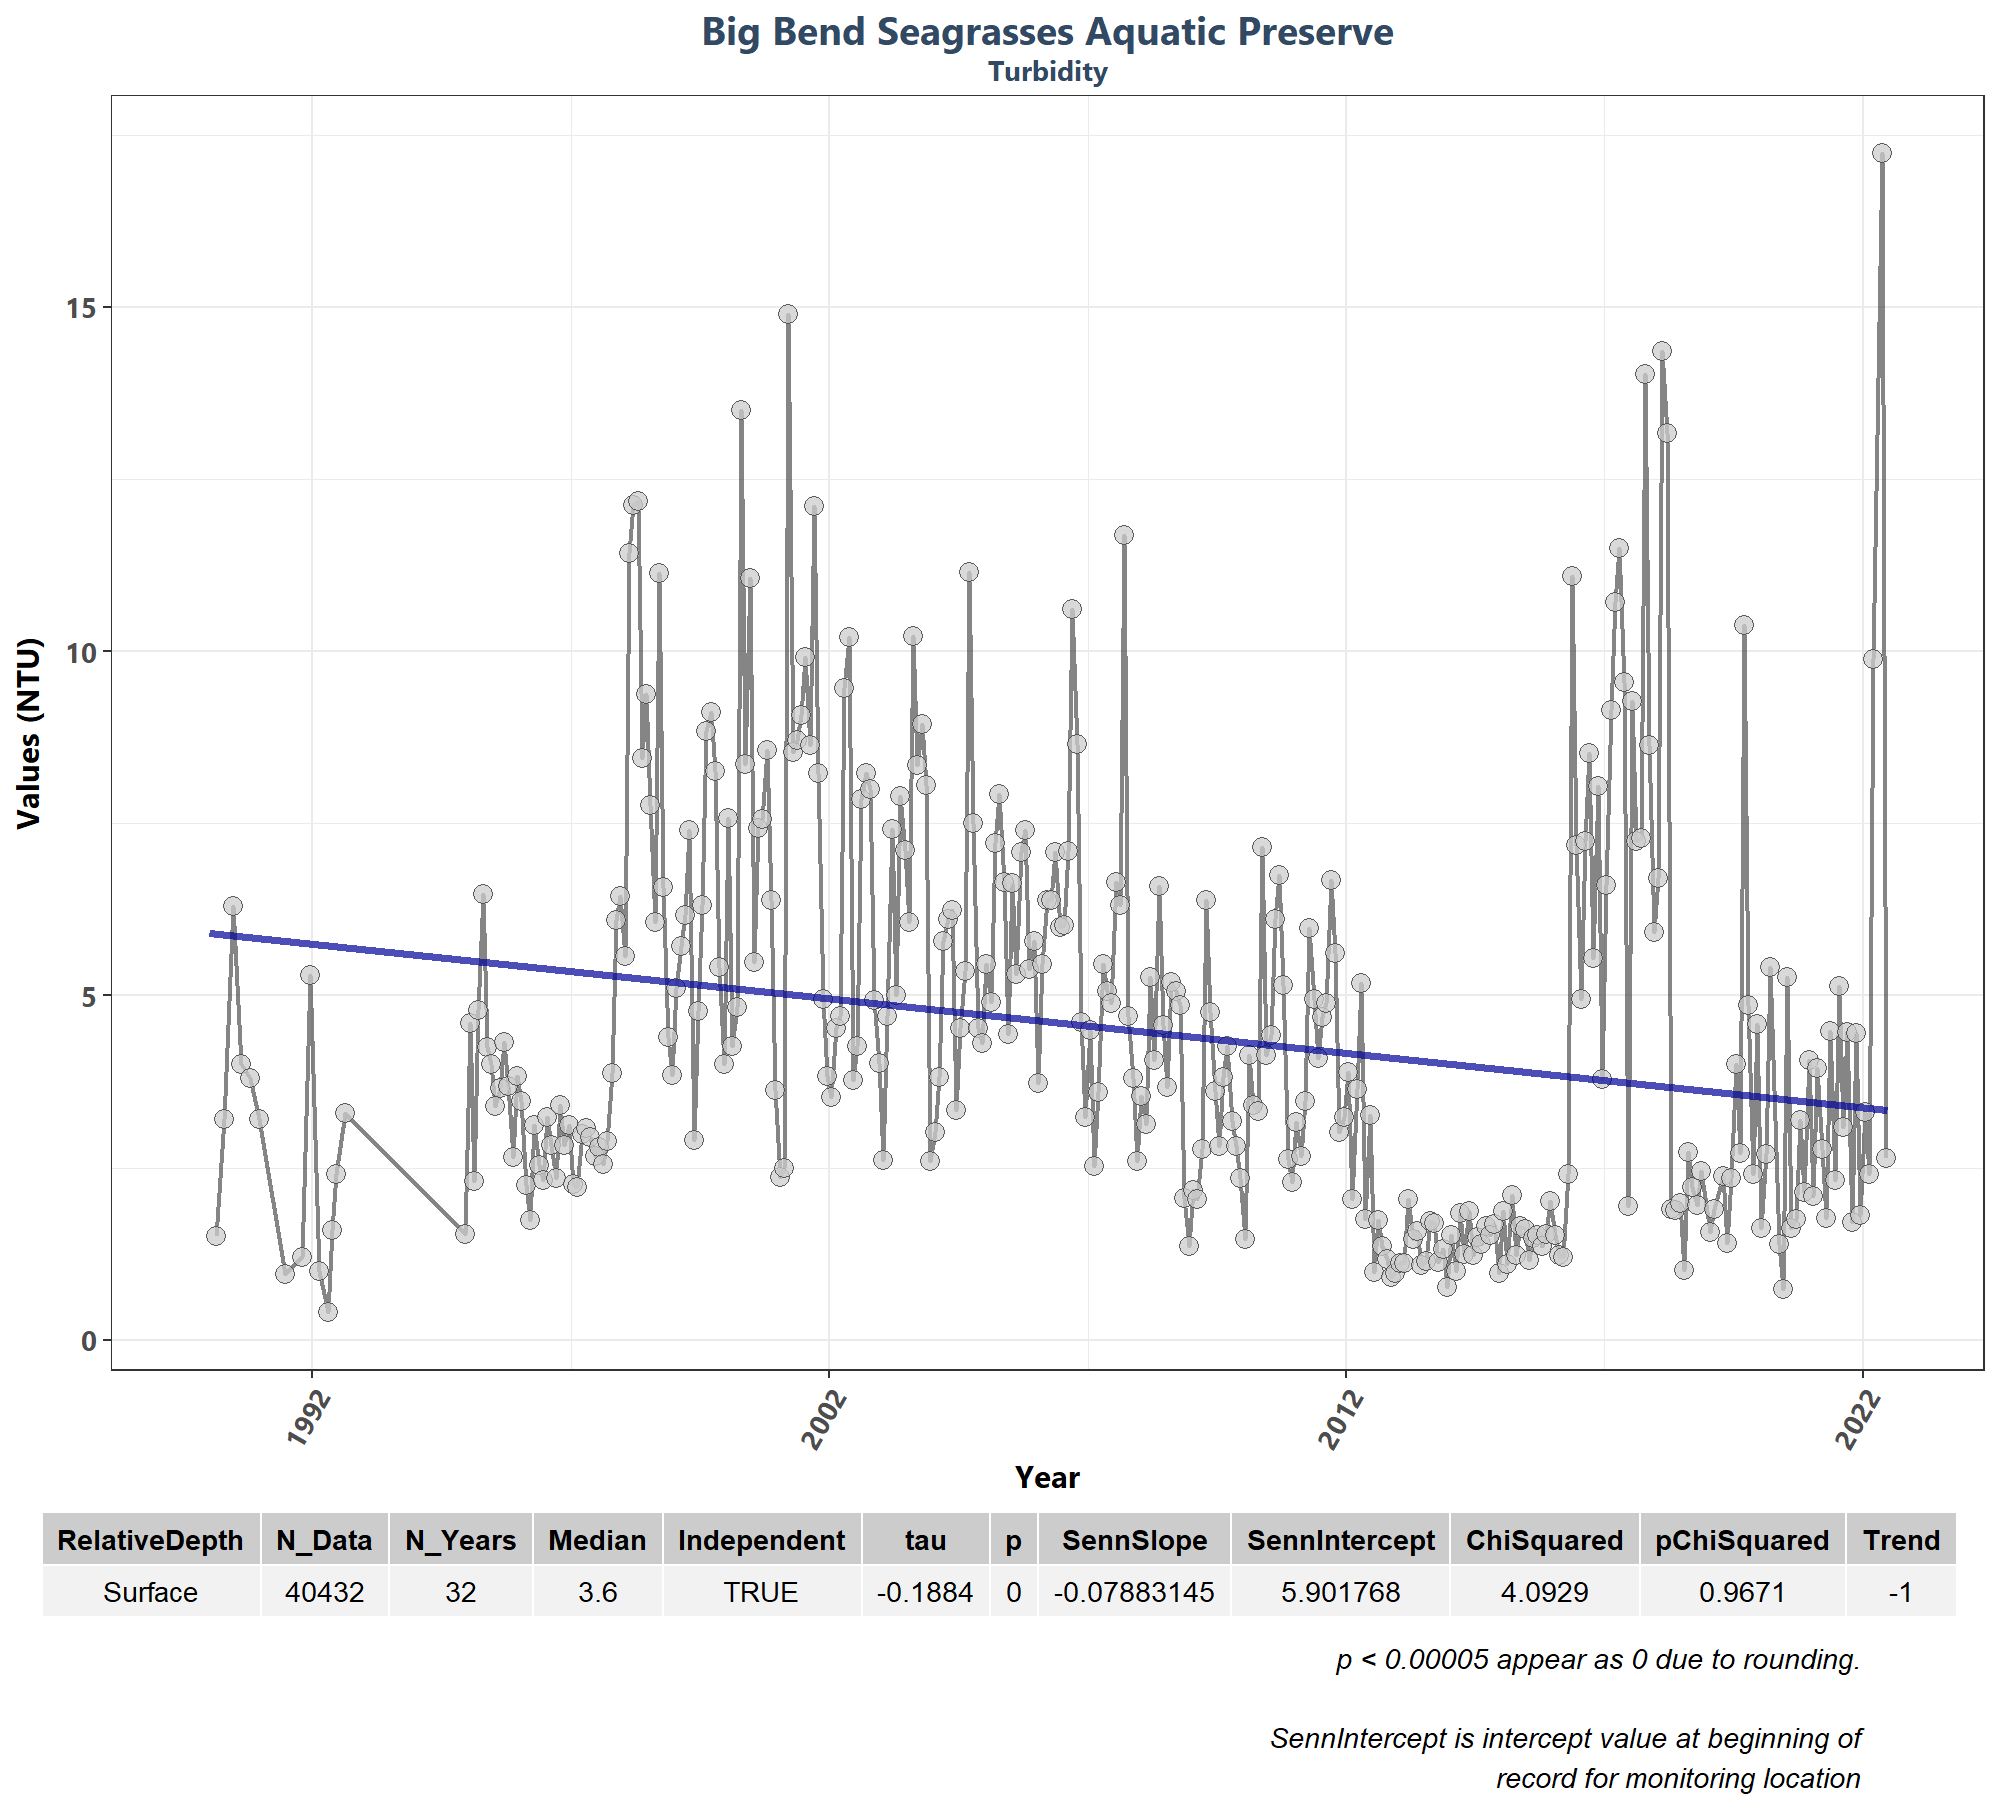 Big Bend Seagrasses Aquatic Preserve
Turbidity
Values (NTU)
15
10
5
0
1992
2002
2012
2022
Year
RelativeDepth N_Data N_Years Median Independent tau p SennSlope SennIntercept ChiSquared pChiSquared Trend
Surface 40432 32 3.6 TRUE -0.1884 0 -0.07883145 5.901768 4.0929 0.9671 -1
p < 0.00005 appear as 0 due to rounding.
SennIntercept is intercept value at beginning of
record for monitoring location